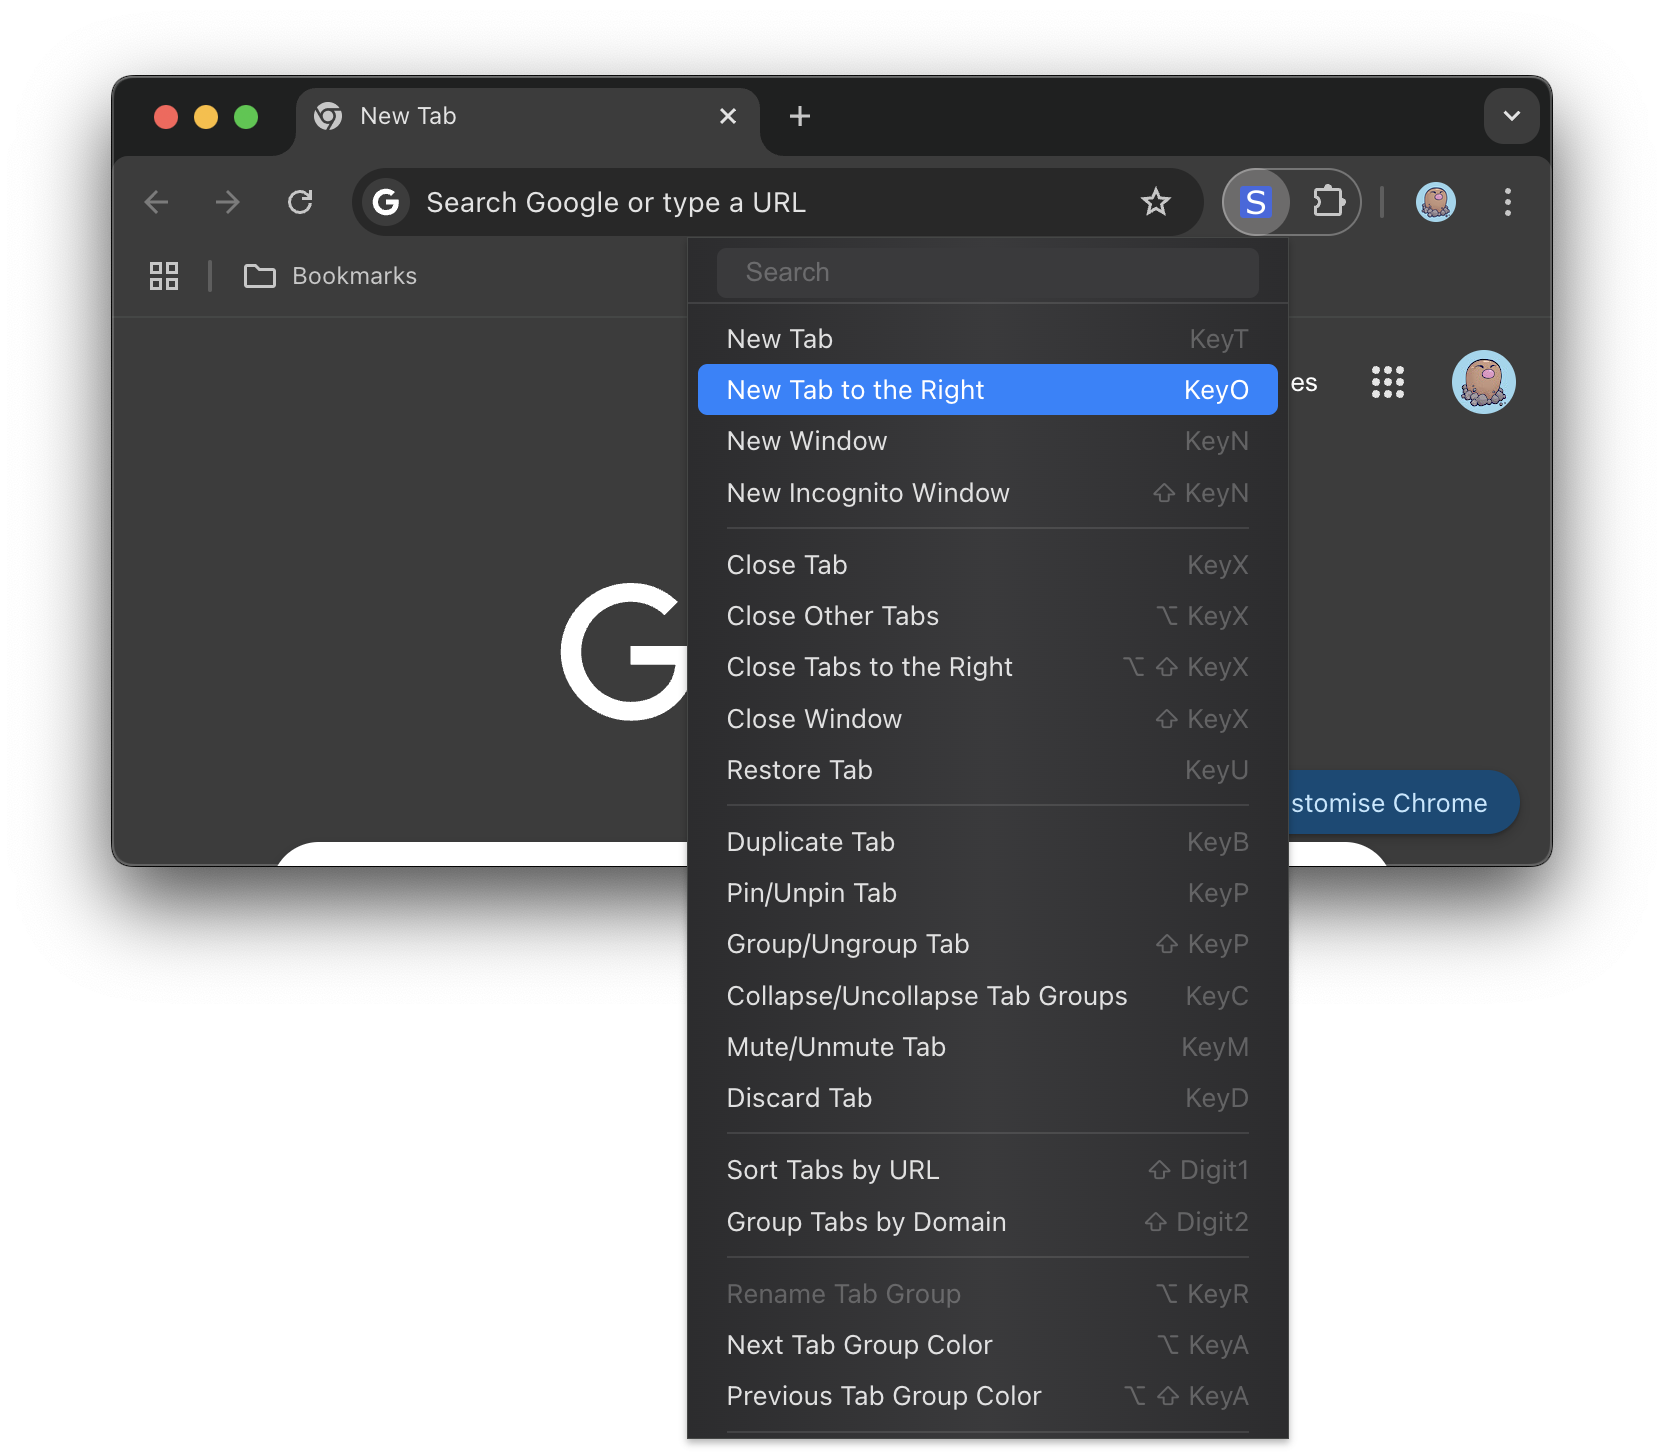 New Tab
Search Google or type a URL
S
Bookmarks
Search
New Tab KeyT
New Tab to the Right KeyO
New Window KeyN
New Incognito Window ⇧ KeyN
Close Tab KeyX
Close Other Tabs ⌥ KeyX
Close Tabs to the Right ⌥ ⇧ KeyX
Close Window ⇧ KeyX
Restore Tab KeyU
Duplicate Tab KeyB
Pin/Unpin Tab KeyP
Group/Ungroup Tab ⇧ KeyP
Collapse/Uncollapse Tab Groups KeyC
Mute/Unmute Tab KeyM
Discard Tab KeyD
Sort Tabs by URL ⇧ Digit1
Group Tabs by Domain ⇧ Digit2
Rename Tab Group ⌥ KeyR
Next Tab Group Color ⌥ KeyA
Previous Tab Group Color ⌥ ⇧ KeyA
es
G
stomise Chrome